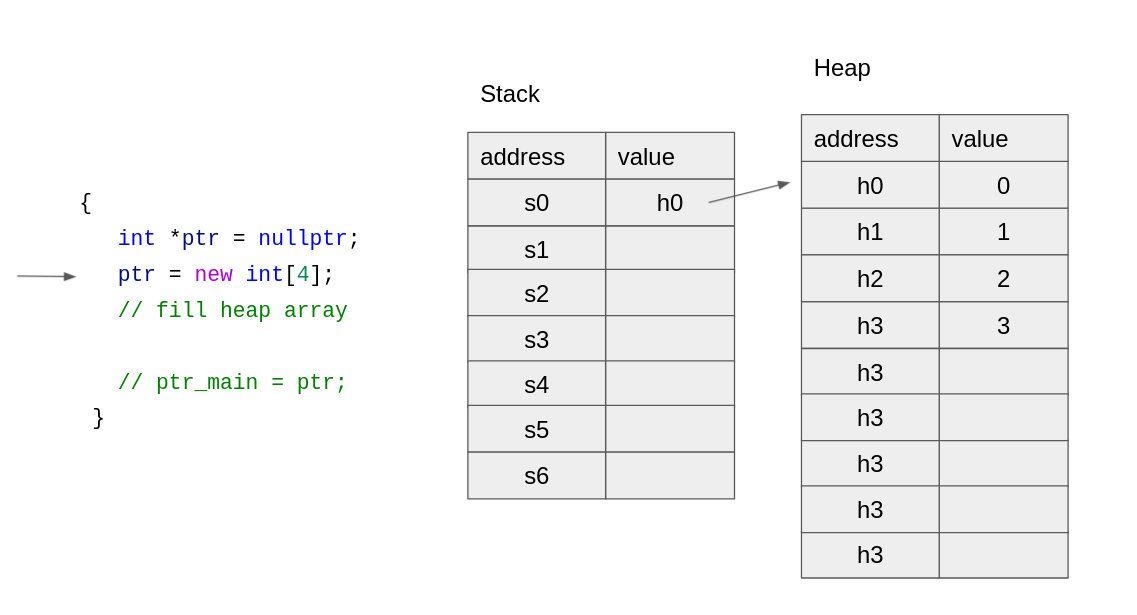 {
int *ptr = nullptr;
ptr = new int[4];
// fill heap array
// ptr_main = ptr;
}
Stack
address value
s0 h0
s1
s2
s3
s4
s5
s6
Heap
address value
h0 0
h1 1
h2 2
h3 3
h3
h3
h3
h3
h3